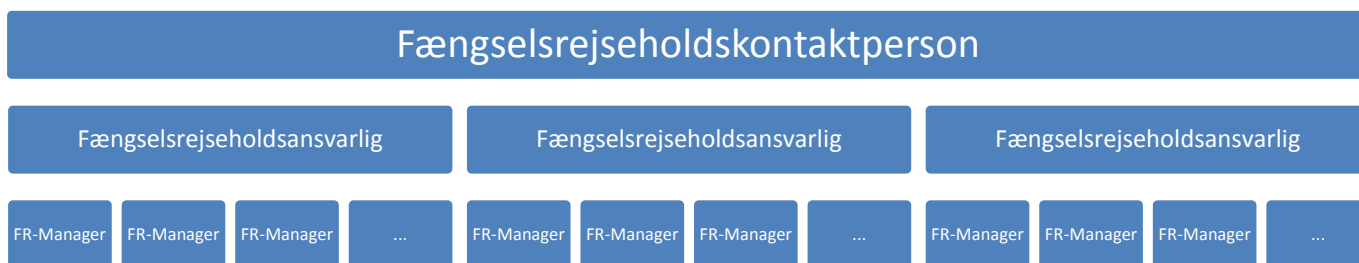 Fængselsrejseholdskontaktperson
Fængselsrejseholdsansvarlig Fængselsrejseholdsansvarlig Fængselsrejseholdsansvarlig
FR-Manager FR-Manager FR-Manager ... FR-Manager FR-Manager FR-Manager ... FR-Manager FR-Manager FR-Manager ...